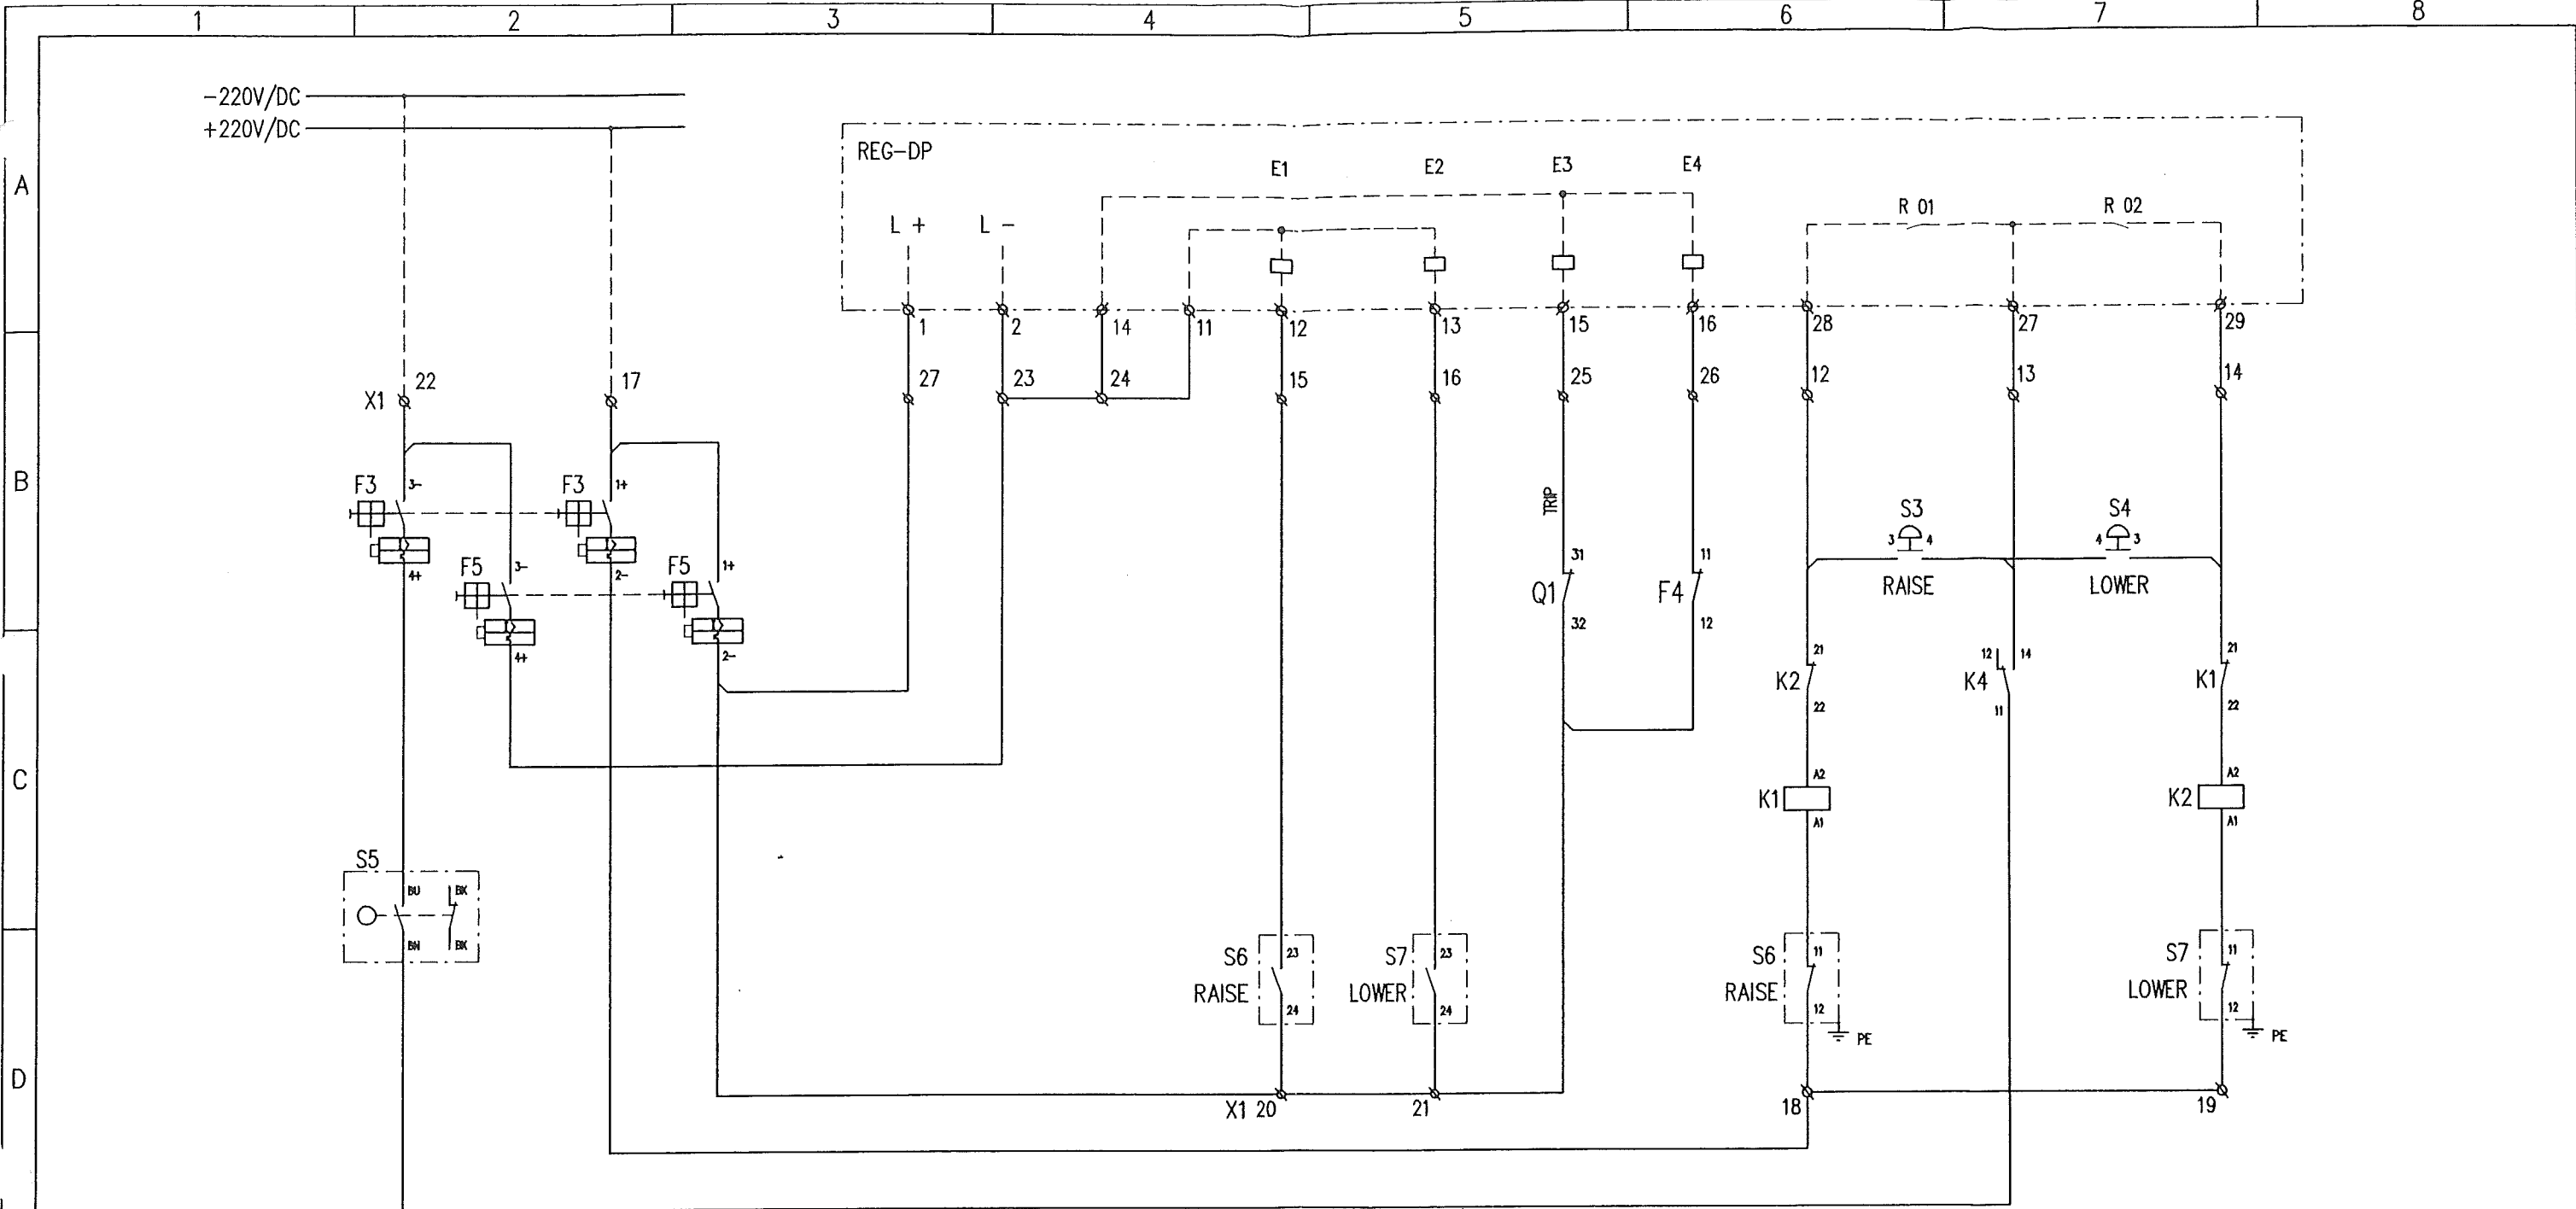 1 2 3 4 5 6 7 8
-220V/DC
+220V/DC
REG-DP
A
E1 E2 E3 E4
R 01 R 02
L + L -
1 2 14 11 12 13 15 16 28 27 29
X1 22 17 27 23 24 15 16 25 26 12 13 14
B
F3 3- F3 1+
4+ 2-
F5 3- F5 1+
4+ 2-
TRIP
S3 S4
3 4 4 3
RAISE LOWER
31 11
Q1 F4
32 12
21 12 14 21
K2 K4 K1
22 11 22
C
A2 A2
K1 K2
A1 A1
S5
BU BK
BN BK
S6 23 S7 23 S6 11 S7 11
RAISE LOWER RAISE LOWER
24 24 12 12
PE PE
D
X1 20 21 18 19